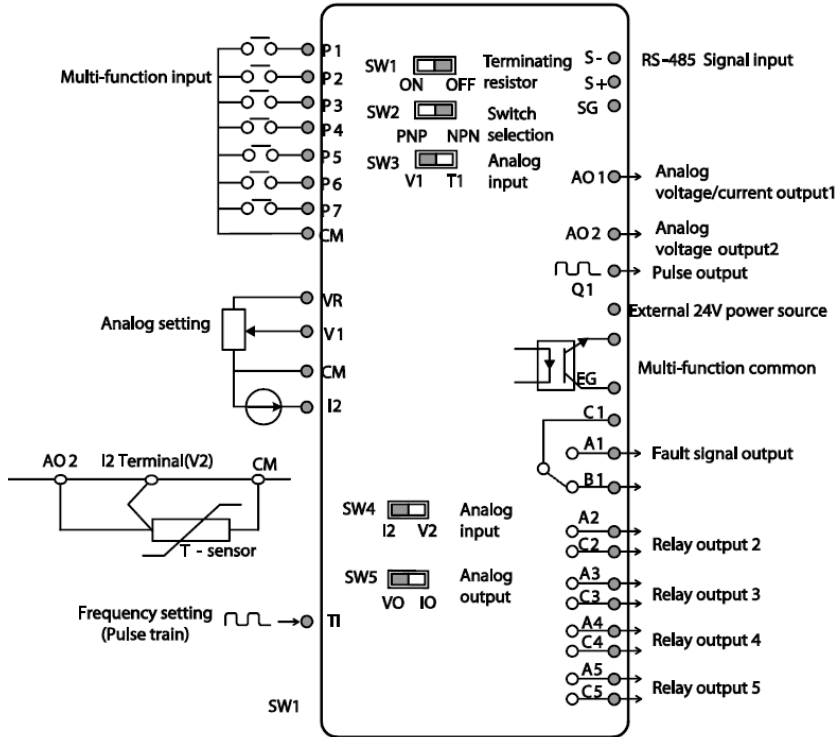 Multi-function input
P1
P2
P3
P4
P5
P6
P7
CM
SW1
ON OFF
Terminating
resistor
SW2
PNP NPN
Switch
selection
SW3
V1 T1
Analog
input
S-
RS-485 Signal input
S+
SG
AO1
Analog
voltage/current output1
AO2
Analog
voltage output2
Pulse output
Q1
External 24V power source
Multi-function common
EG
Analog setting
VR
V1
CM
I2
C1
A1
Fault signal output
B1
AO 2
I2 Terminal(V2)
CM
T - sensor
SW4
I2 V2
Analog
input
SW5
VO IO
Analog
output
A2
C2
Relay output 2
A3
C3
Relay output 3
A4
C4
Relay output 4
A5
C5
Relay output 5
Frequency setting
(Pulse train)
TI
SW1